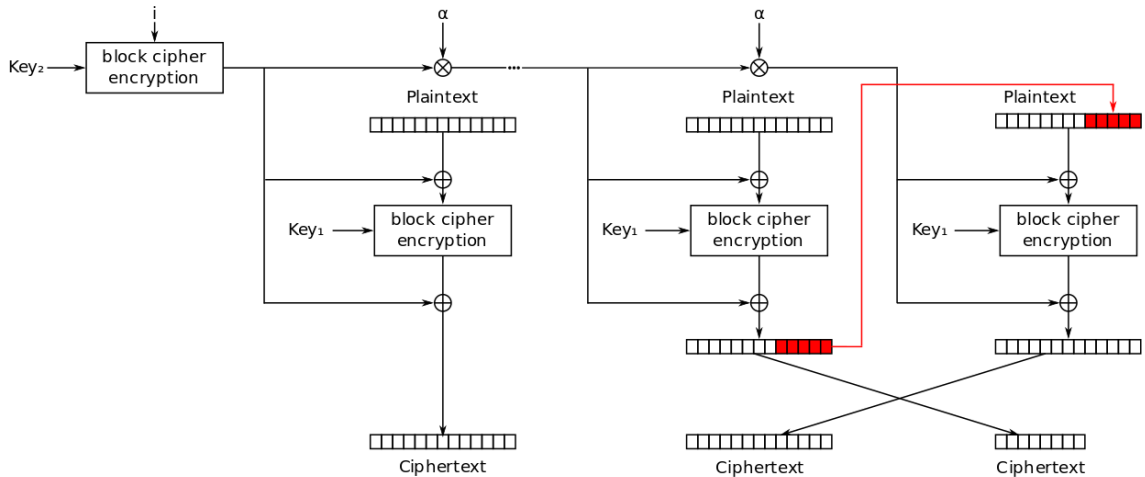 i
α
α
Key₂
block cipher
encryption
...
Plaintext
Plaintext
Plaintext
Key₁
block cipher
encryption
Key₁
block cipher
encryption
Key₁
block cipher
encryption
Ciphertext
Ciphertext
Ciphertext